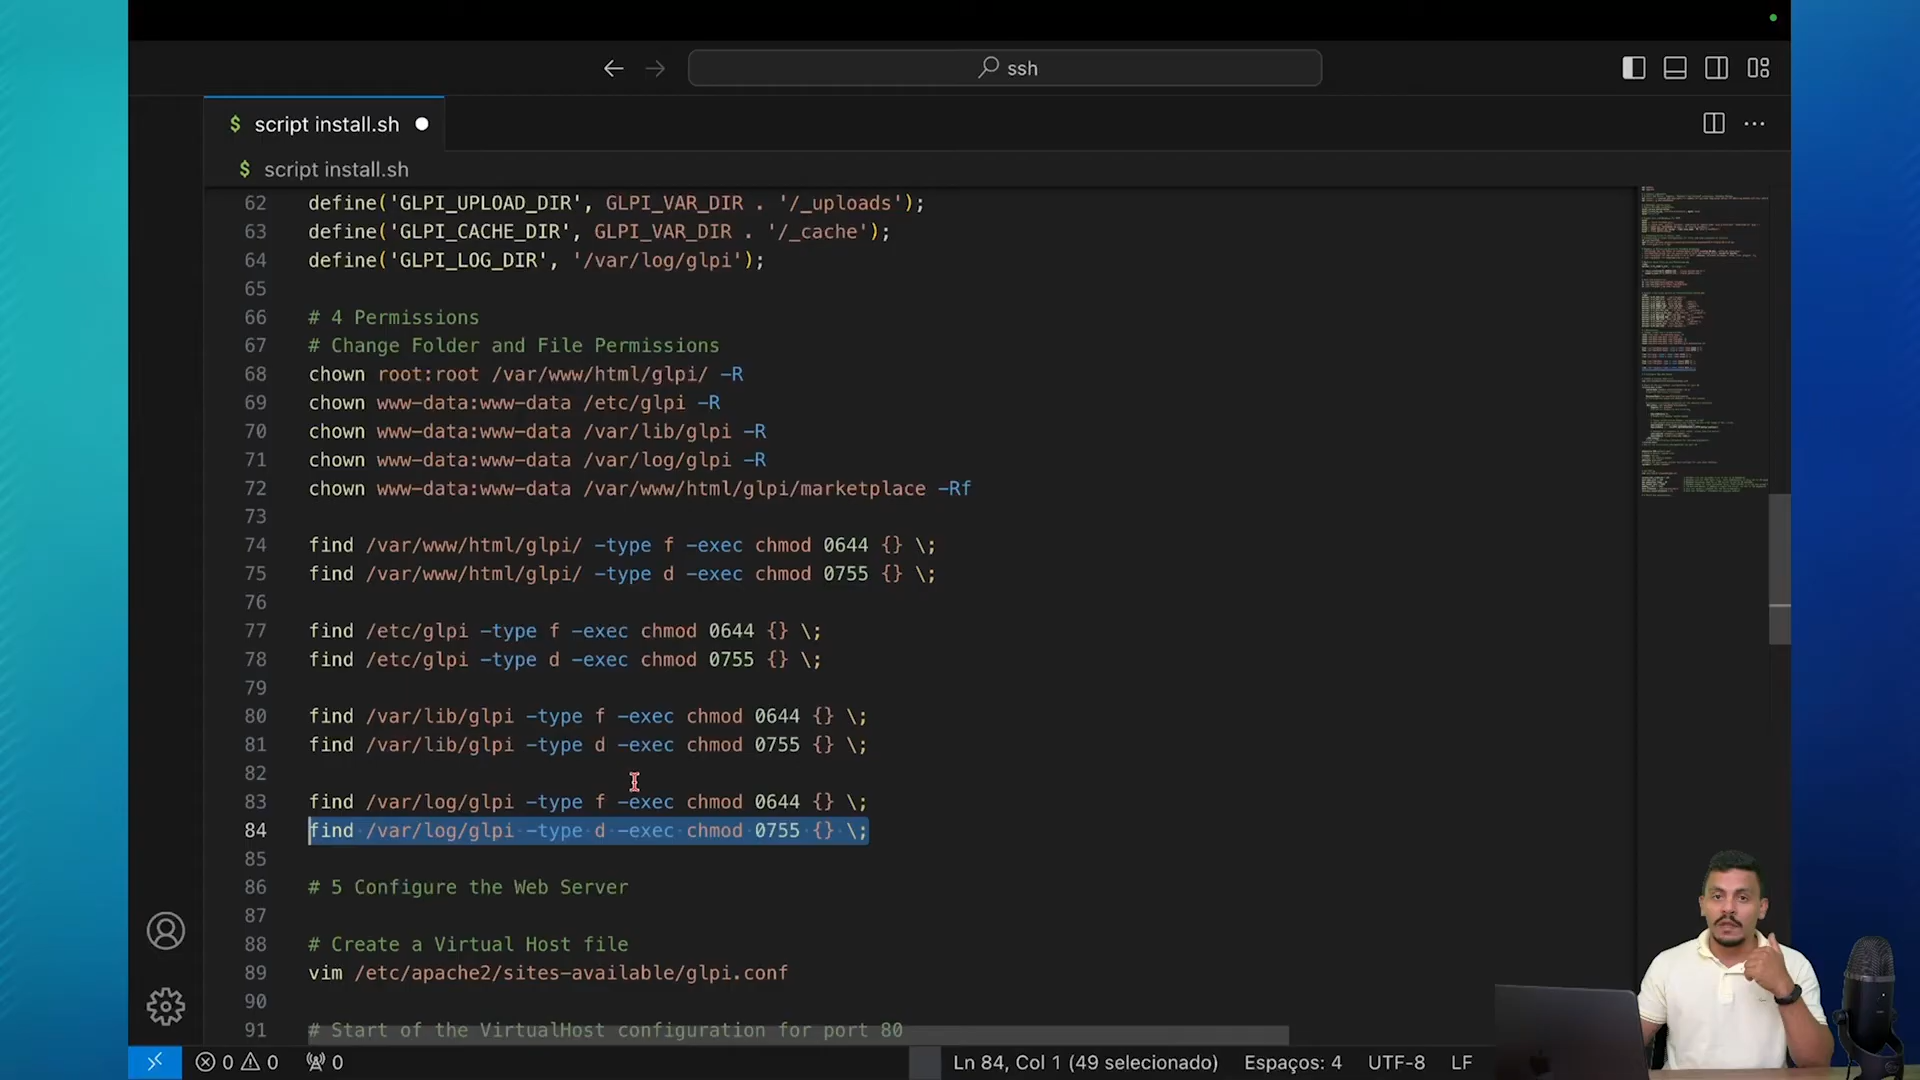 ssh
$ script install.sh
$ script install.sh
62 define('GLPI_UPLOAD_DIR', GLPI_VAR_DIR . '/_uploads');
63 define('GLPI_CACHE_DIR', GLPI_VAR_DIR . '/_cache');
64 define('GLPI_LOG_DIR', '/var/log/glpi');
65
66 # 4 Permissions
67 # Change Folder and File Permissions
68 chown root:root /var/www/html/glpi/ -R
69 chown www-data:www-data /etc/glpi -R
70 chown www-data:www-data /var/lib/glpi -R
71 chown www-data:www-data /var/log/glpi -R
72 chown www-data:www-data /var/www/html/glpi/marketplace -Rf
73
74 find /var/www/html/glpi/ -type f -exec chmod 0644 {} \;
75 find /var/www/html/glpi/ -type d -exec chmod 0755 {} \;
76
77 find /etc/glpi -type f -exec chmod 0644 {} \;
78 find /etc/glpi -type d -exec chmod 0755 {} \;
79
80 find /var/lib/glpi -type f -exec chmod 0644 {} \;
81 find /var/lib/glpi -type d -exec chmod 0755 {} \;
82
83 find /var/log/glpi -type f -exec chmod 0644 {} \;
84 find /var/log/glpi -type d -exec chmod 0755 {} \;
85
86 # 5 Configure the Web Server
87
88 # Create a Virtual Host file
89 vim /etc/apache2/sites-available/glpi.conf
90
91 # Start of the VirtualHost configuration for port 80
0 0 0 Ln 84, Col 1 (49 selecionado) Espaços: 4 UTF-8 LF